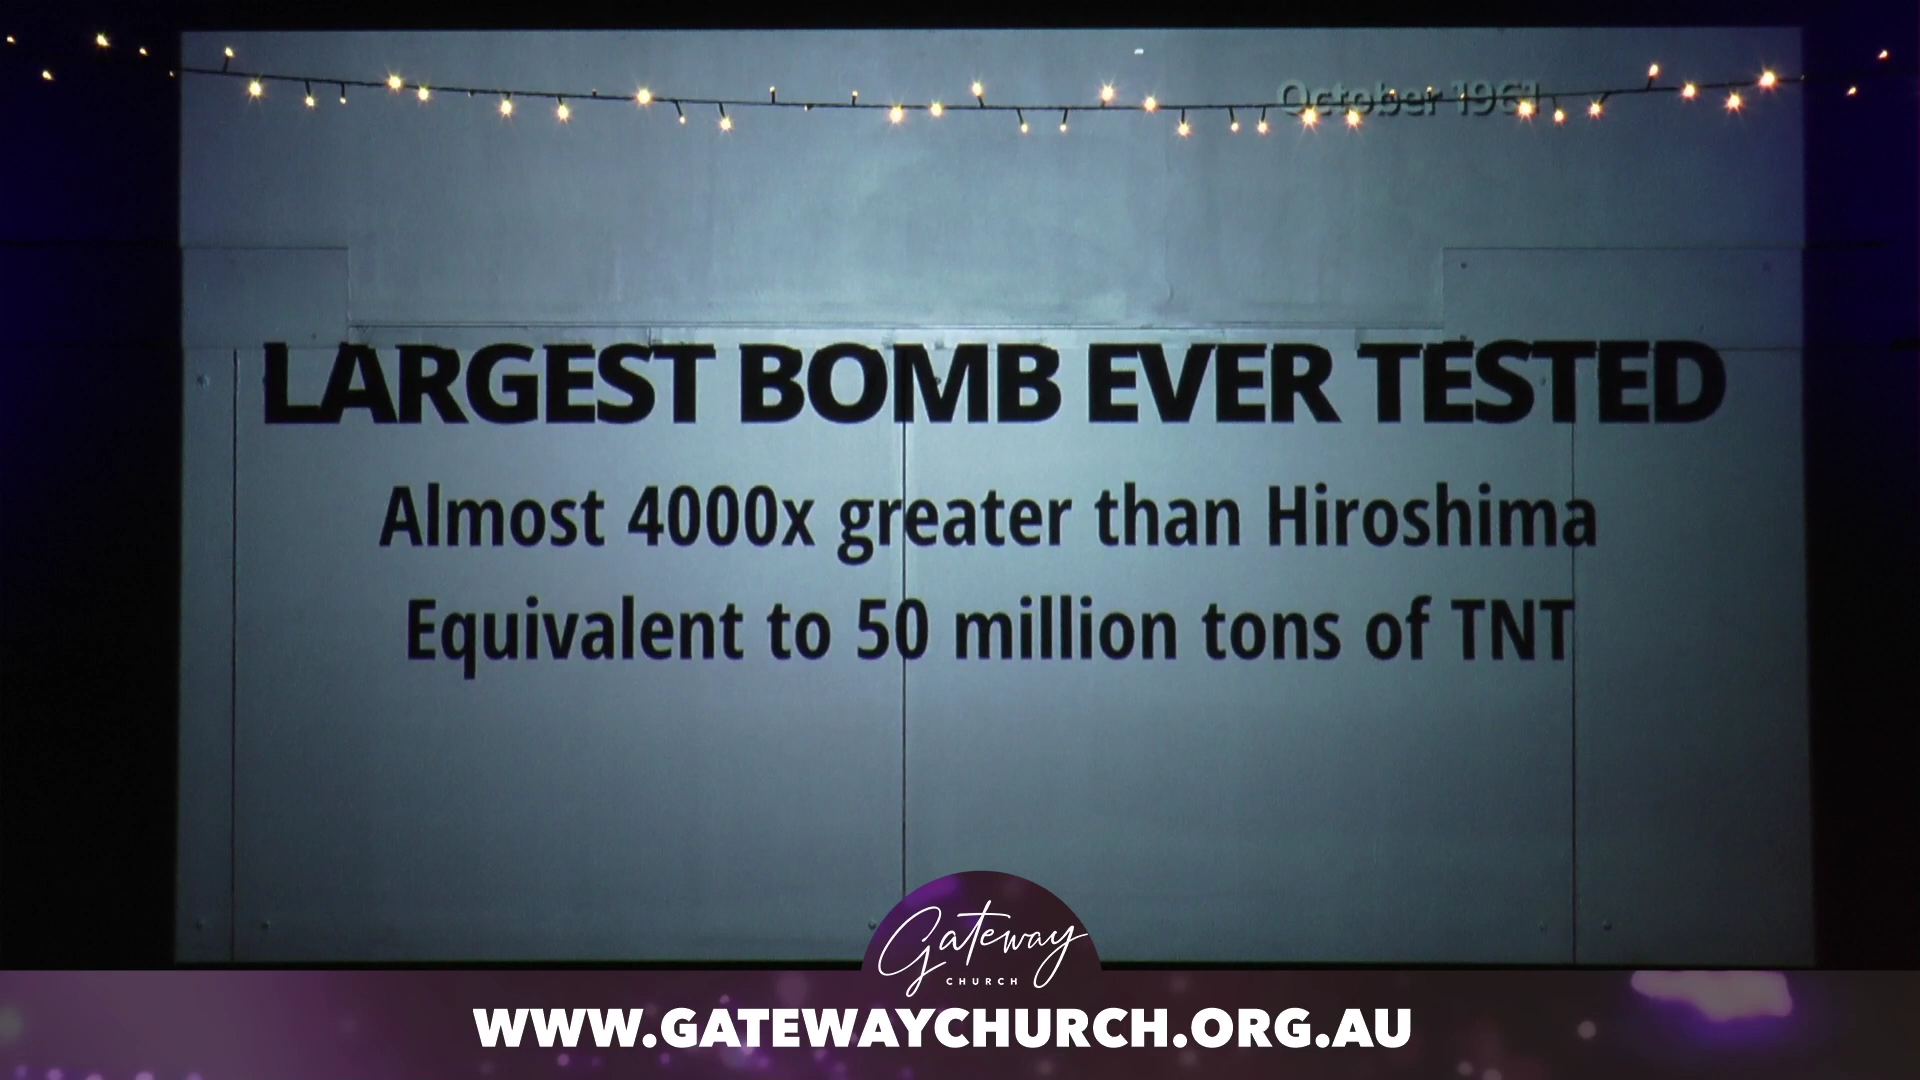 October 1961
LARGEST BOMB EVER TESTED
Almost 4000x greater than Hiroshima
Equivalent to 50 million tons of TNT
Gateway
CHURCH
WWW.GATEWAYCHURCH.ORG.AU